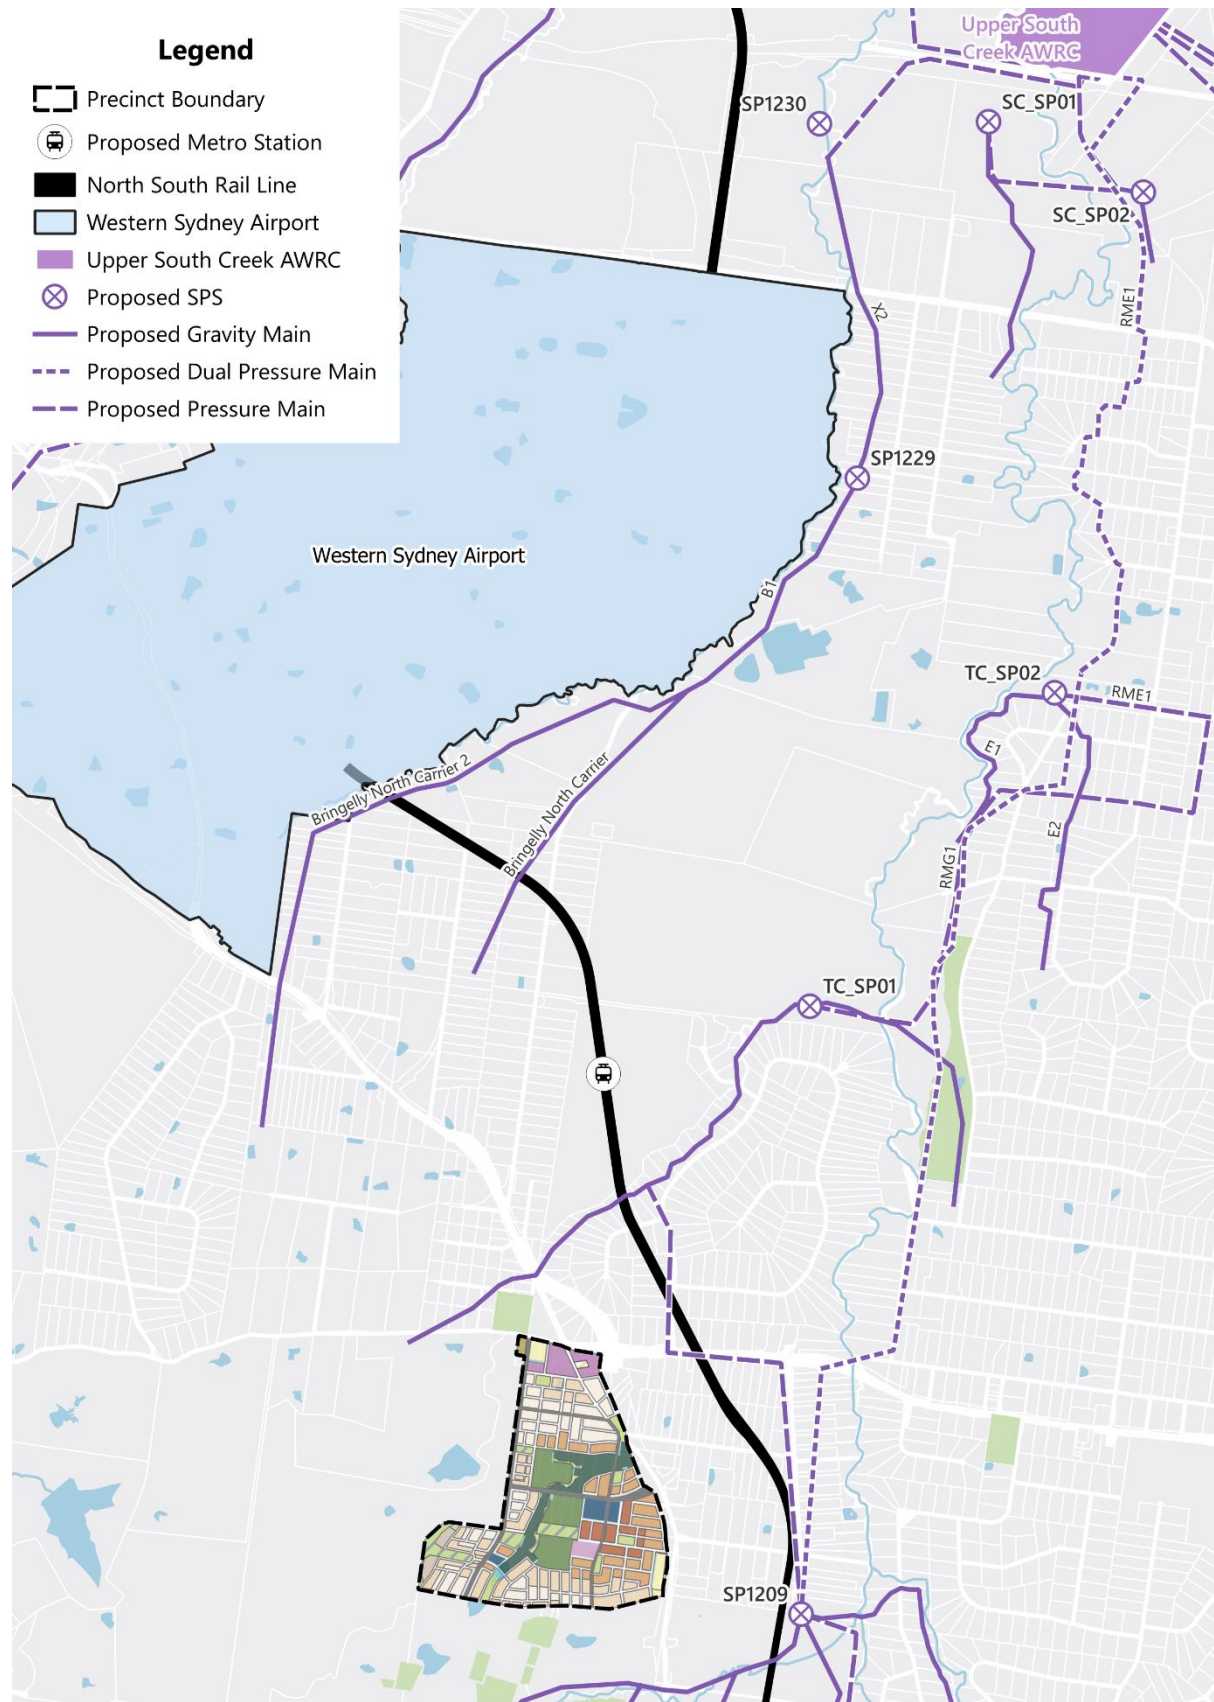 Legend
Precinct Boundary
Proposed Metro Station
North South Rail Line
Western Sydney Airport
Upper South Creek AWRC
Proposed SPS
Proposed Gravity Main
Proposed Dual Pressure Main
Proposed Pressure Main
Upper South
Creek AWRC
SP1230
SC_SP01
SC_SP02
RME1
X2
SP1229
Western Sydney Airport
B1
TC_SP02
RME1
E1
Bringelly North Carrier 2
Bringelly North Carrier
E2
RMG1
TC_SP01
SP1209